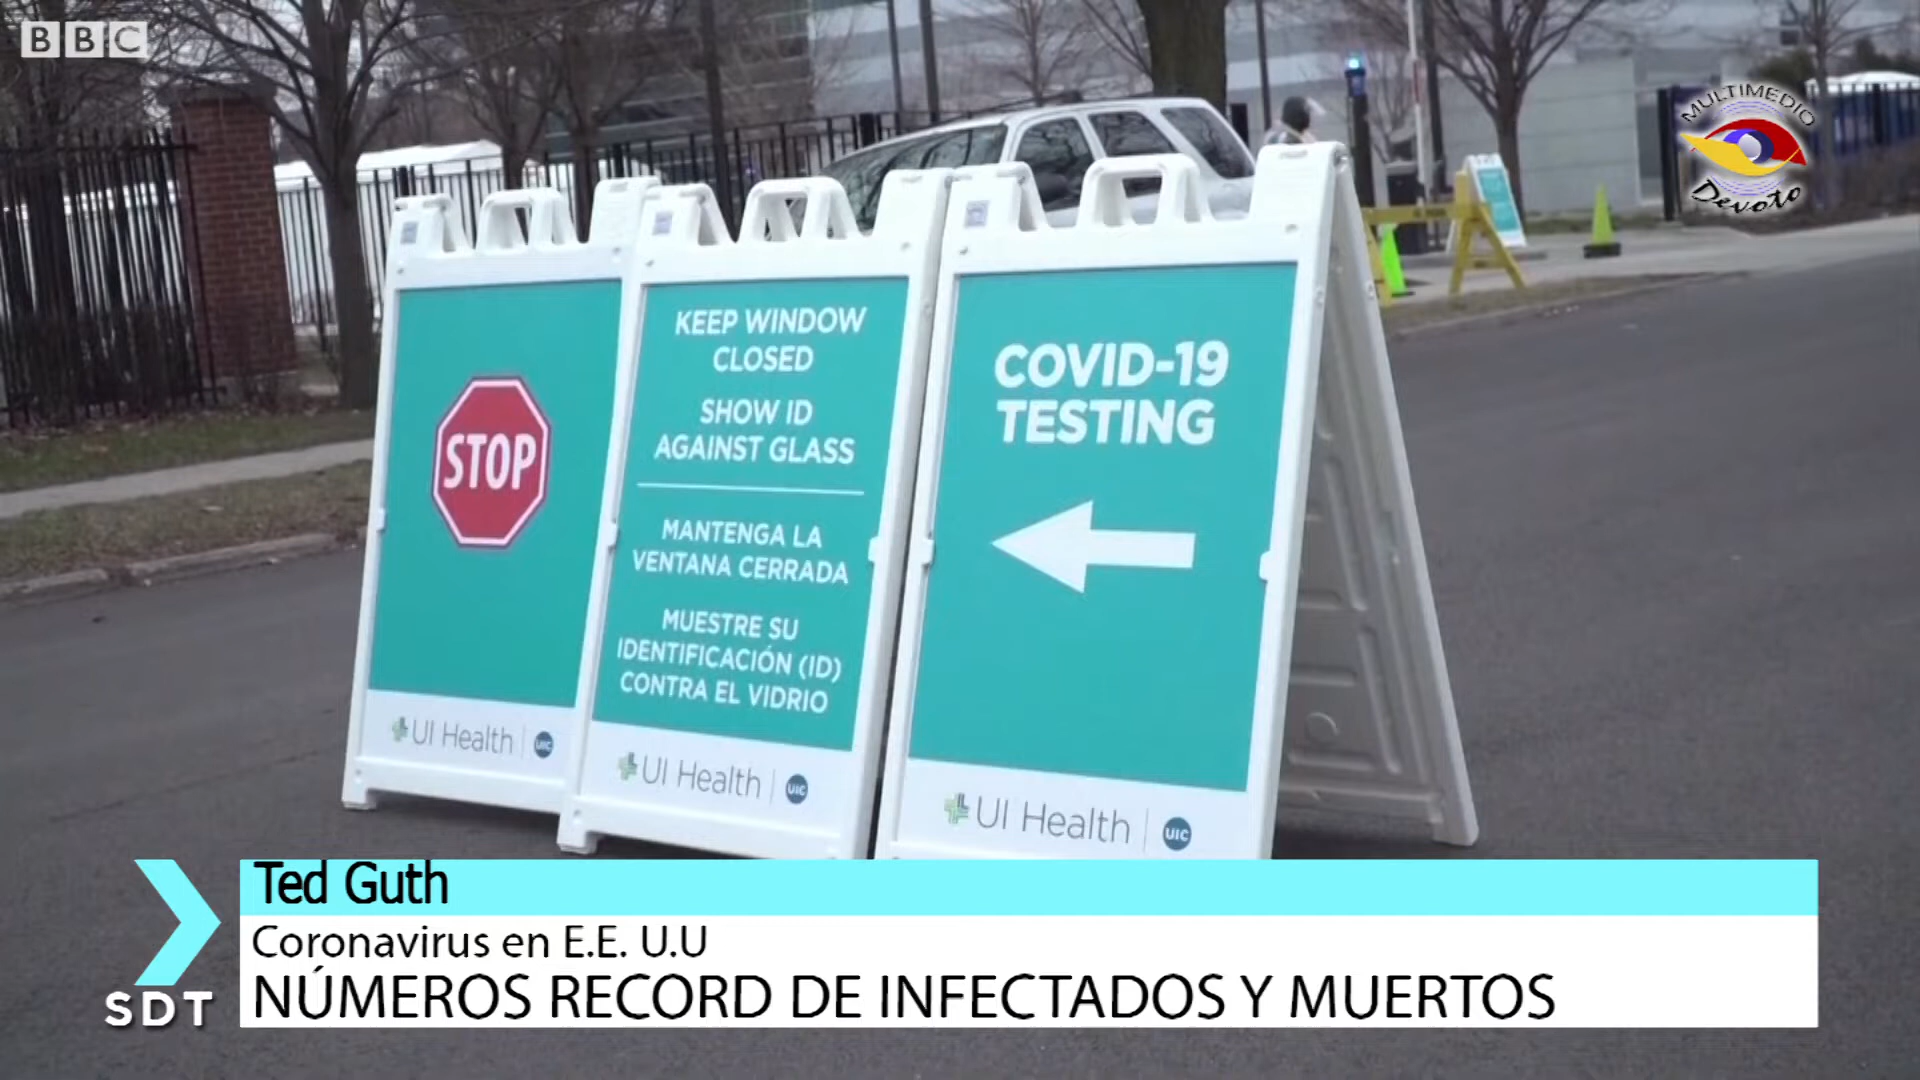 BBC
MULTIMEDIO
Devoto
STOP
UI Health
UIC
KEEP WINDOW
CLOSED
SHOW ID
AGAINST GLASS
MANTENGA LA
VENTANA CERRADA
MUESTRE SU
IDENTIFICACIÓN (ID)
CONTRA EL VIDRIO
UI Health
UIC
COVID-19
TESTING
UI Health
UIC
Ted Guth
Coronavirus en E.E. U.U
NÚMEROS RECORD DE INFECTADOS Y MUERTOS
SDT